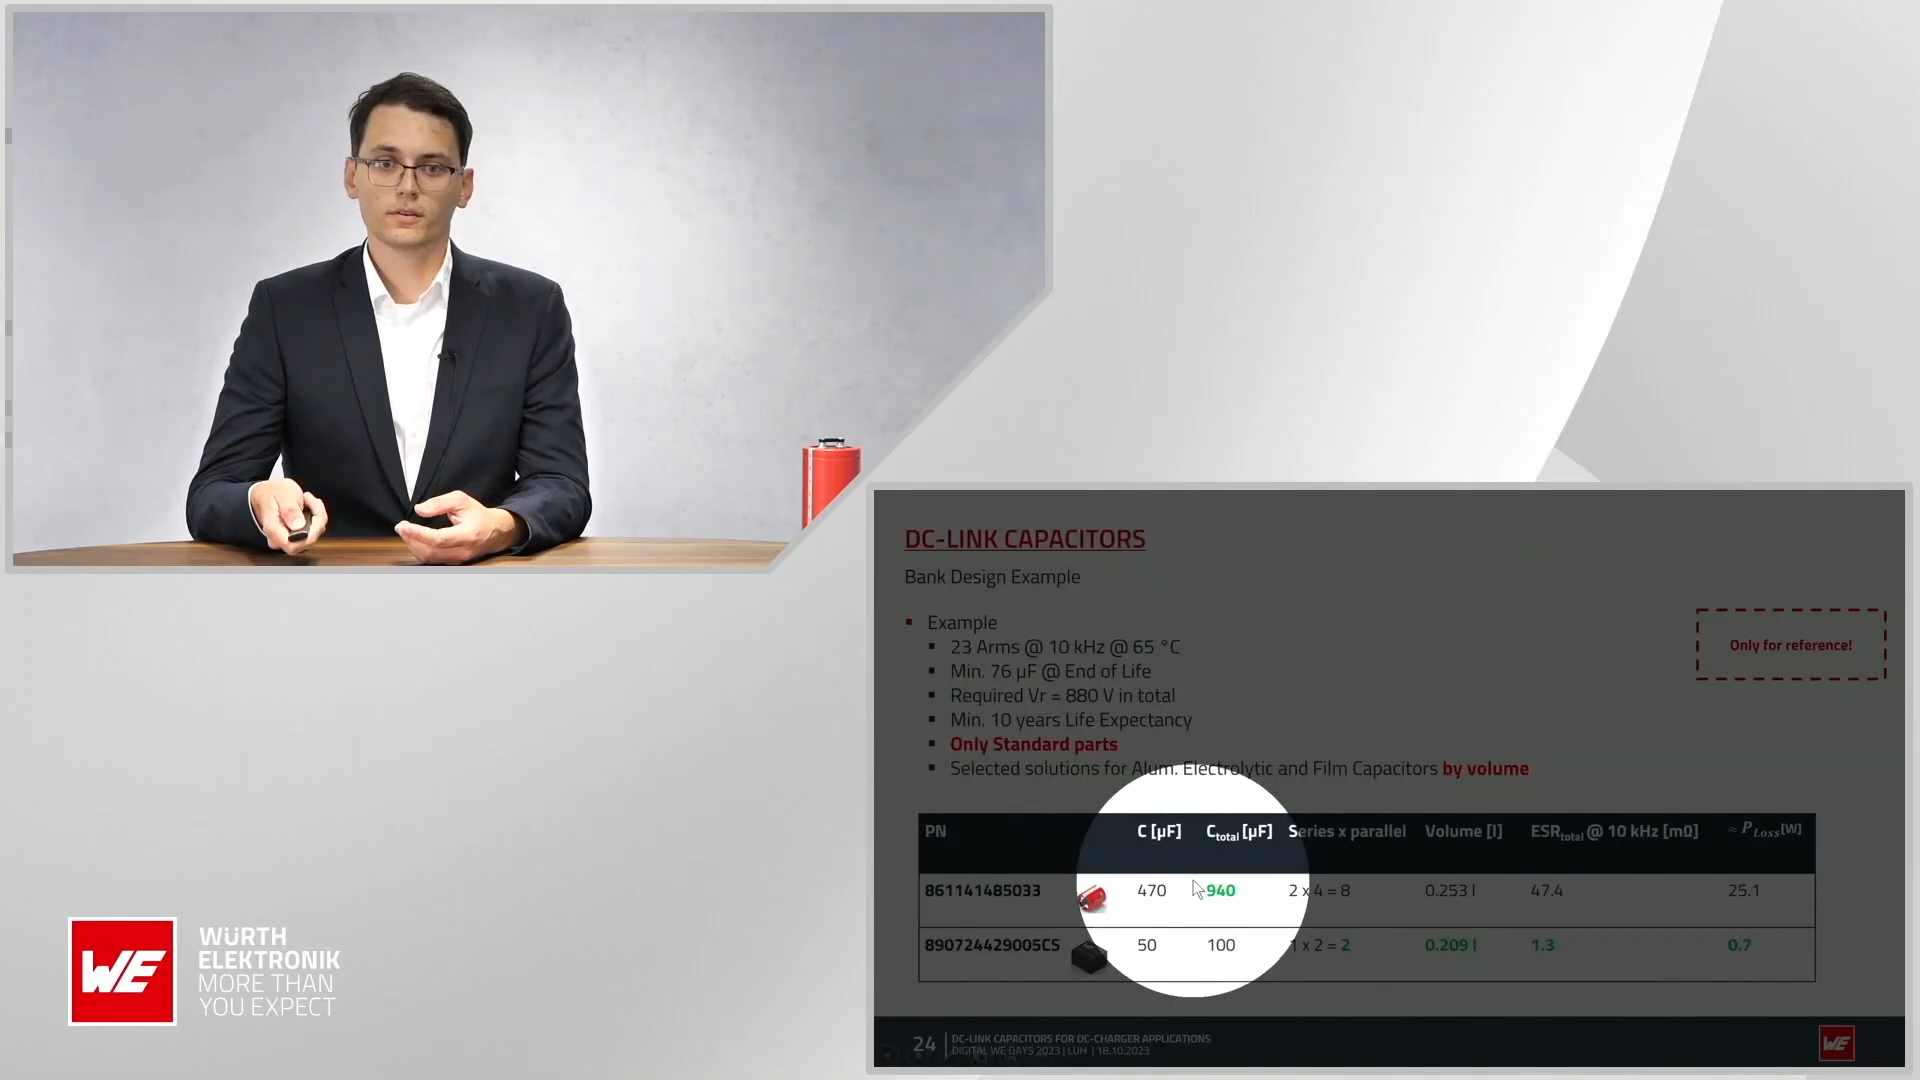 DC-LINK CAPACITORS
Bank Design Example
▪ Example
▪ 23 Arms @ 10 kHz @ 65 °C
▪ Min. 76 µF @ End of Life
▪ Required Vr = 880 V in total
▪ Min. 10 years Life Expectancy
▪ Only Standard parts
▪ Selected solutions for Alum. Electrolytic and Film Capacitors by volume
Only for reference!
PN C [µF] Ctotal [µF] Series x parallel Volume [l] ESRtotal @ 10 kHz [mΩ] ≈ PLoss[W]
861141485033 470 940 2 x 4 = 8 0.253 l 47.4 25.1
890724429005CS 50 100 1 x 2 = 2 0.209 l 1.3 0.7
24 DC-LINK CAPACITORS FOR DC-CHARGER APPLICATIONS
DIGITAL WE DAYS 2023 | LUH | 18.10.2023
WE
WE
WÜRTH
ELEKTRONIK
MORE THAN
YOU EXPECT